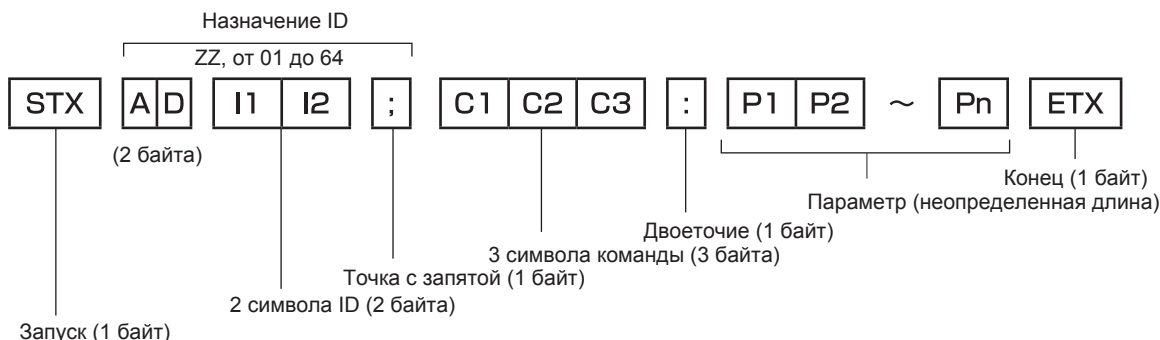 Назначение ID
ZZ, от 01 до 64
STX A D I1 I2 ; C1 C2 C3 : P1 P2 ~ Pn ETX
(2 байта)
Конец (1 байт)
Параметр (неопределенная длина)
Двоеточие (1 байт)
3 символа команды (3 байта)
Точка с запятой (1 байт)
2 символа ID (2 байта)
Запуск (1 байт)